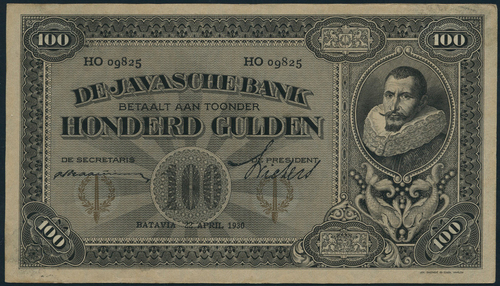 100 100
HO 09825 HO 09825
DE JAVASCHE BANK
BETAALT AAN TOONDER
HONDERD GULDEN
DE SECRETARIS DE PRESIDENT
100
BATAVIA 22 APRIL 1930
100 100